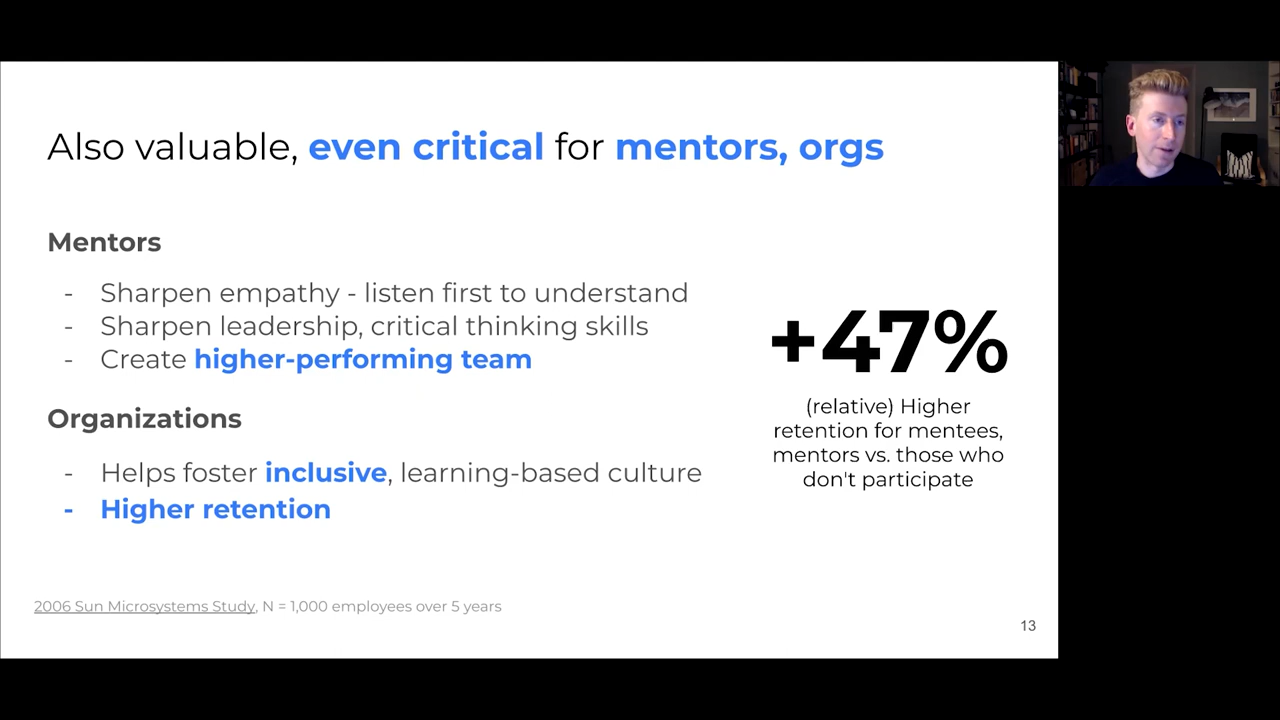 Also valuable, even critical for mentors, orgs
Mentors
- Sharpen empathy - listen first to understand
- Sharpen leadership, critical thinking skills
- Create higher-performing team
Organizations
- Helps foster inclusive, learning-based culture
- Higher retention
+47%
(relative) Higher
retention for mentees,
mentors vs. those who
don't participate
2006 Sun Microsystems Study, N = 1,000 employees over 5 years
13